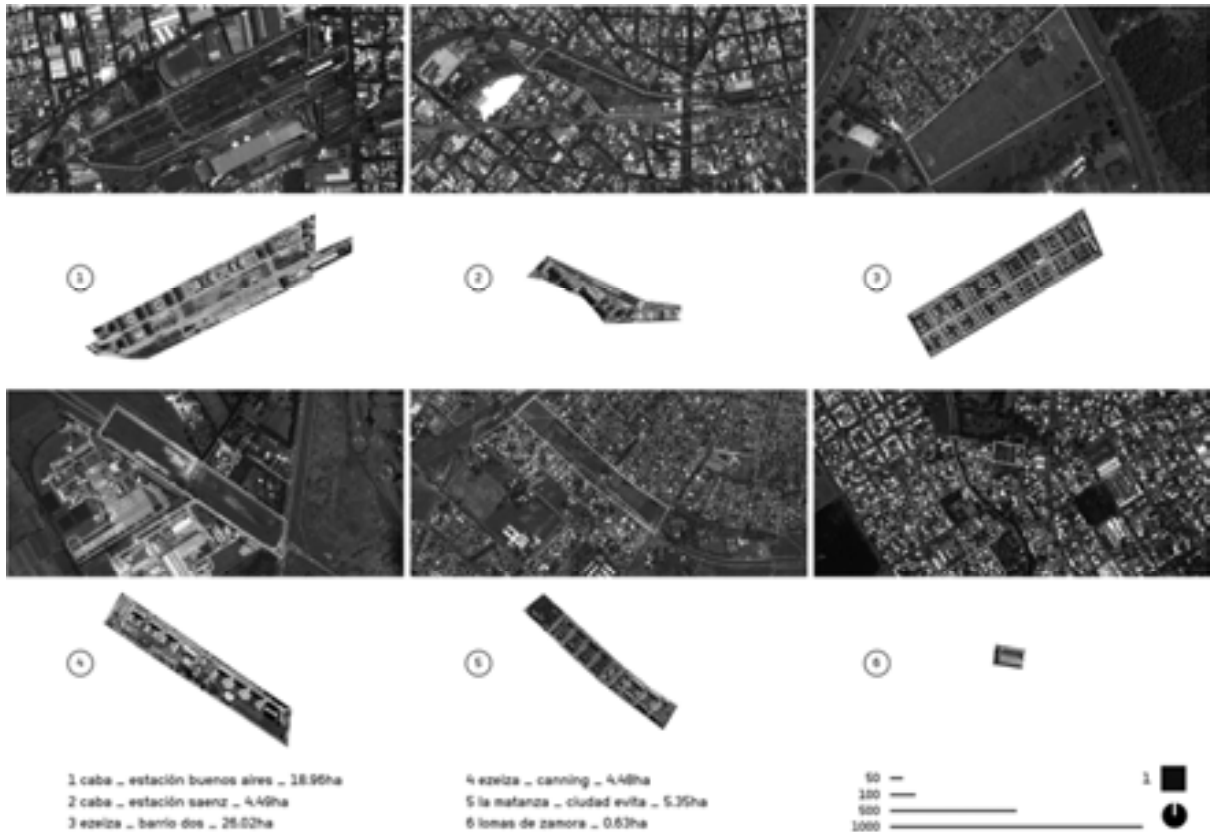 1
2
3
4
5
6
1 caba _ estación buenos aires _ 18.96ha
2 caba _ estación saenz _ 4.49ha
3 ezeiza _ barrio dos _ 26.02ha
4 ezeiza _ canning _ 4.48ha
5 la matanza _ ciudad evita _ 5.35ha
6 lomas de zamora _ 0.63ha
50
100
500
1000
1